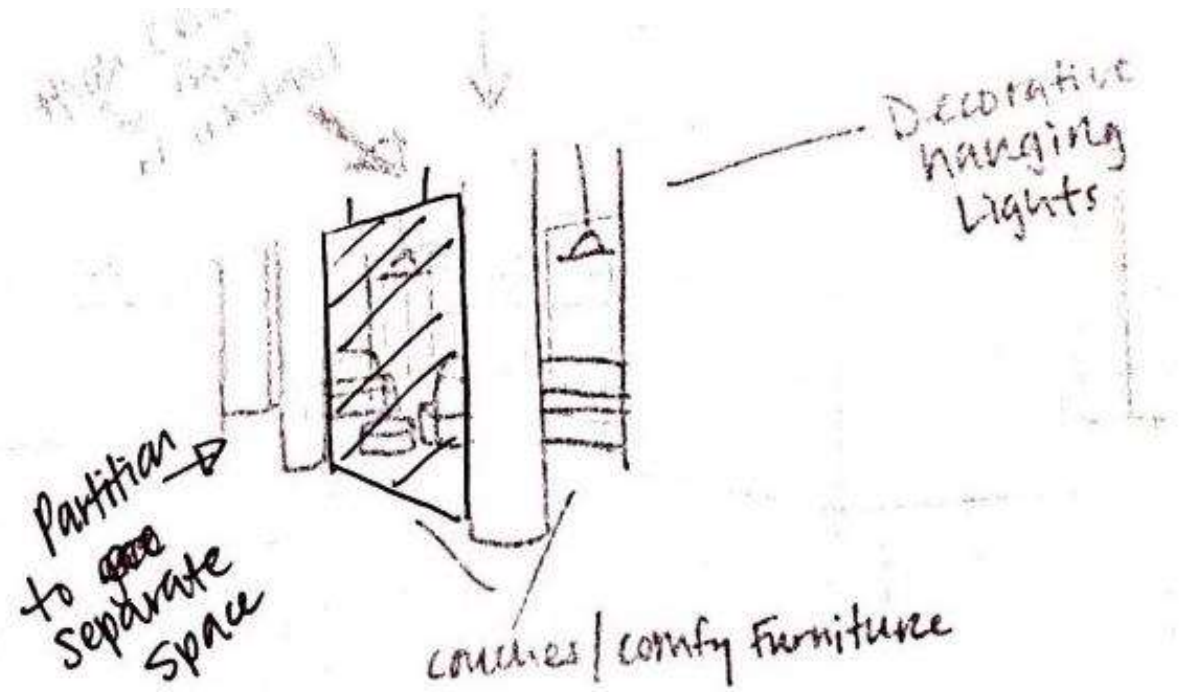 Decorative
hanging
Lights
Partition
to
Separate
Space
couches/comfy Furniture